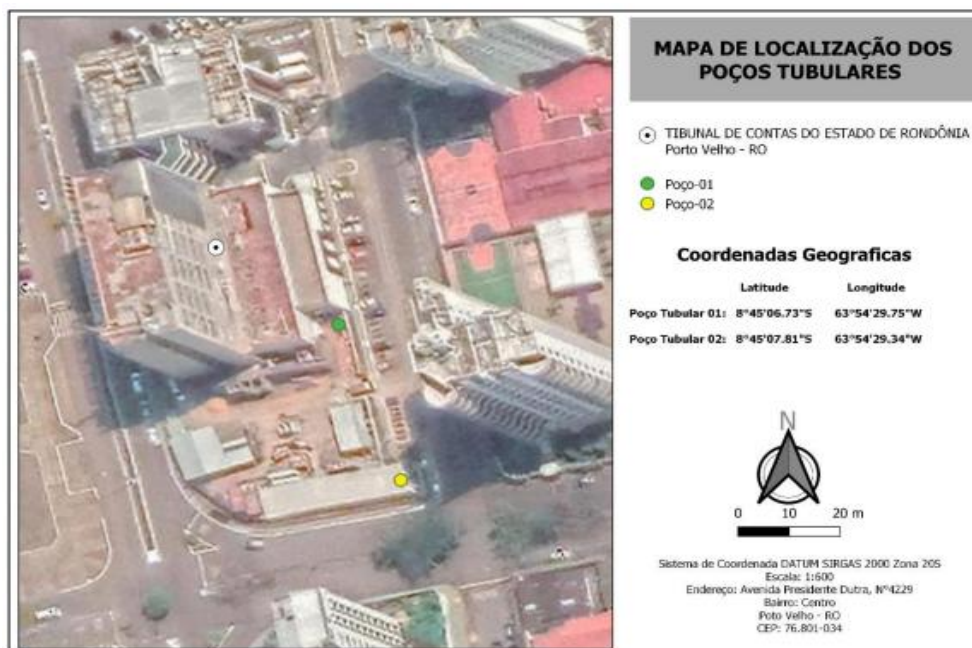 MAPA DE LOCALIZAÇÃO DOS
POÇOS TUBULARES
TIBUNAL DE CONTAS DO ESTADO DE RONDÔNIA
Porto Velho - RO
Poço-01
Poço-02
Coordenadas Geograficas
Latitude Longitude
Poço Tubular 01: 8°45'06.73"S 63°54'29.75"W
Poço Tubular 02: 8°45'07.81"S 63°54'29.34"W
N
0 10 20 m
Sistema de Coordenada DATUM SIRGAS 2000 Zona 20S
Escala: 1:600
Endereço: Avenida Presidente Dutra, Nº4229
Bairro: Centro
Poto Velho - RO
CEP: 76.801-034